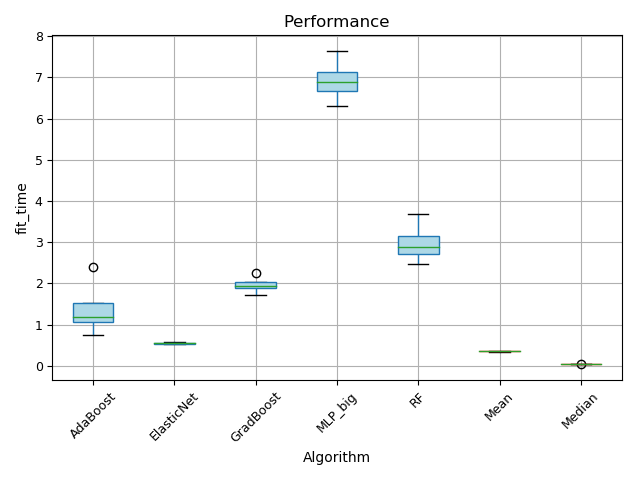 Performance
8
7
6
5
4
3
2
1
0
fit_time
AdaBoost
ElasticNet
GradBoost
MLP_big
RF
Mean
Median
Algorithm